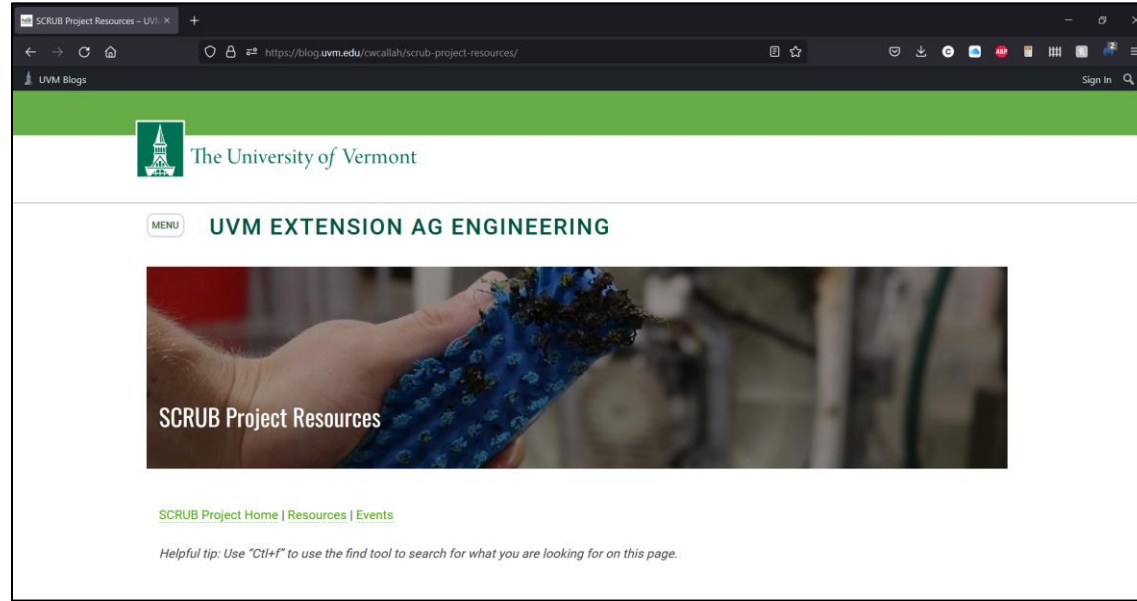 SCRUB Project Resources – UVM
https://blog.uvm.edu/cwcallah/scrub-project-resources/
ABP
2
UVM Blogs
Sign In
The University of Vermont
MENU
UVM EXTENSION AG ENGINEERING
SCRUB Project Resources
SCRUB Project Home | Resources | Events
Helpful tip: Use “Ctl+f” to use the find tool to search for what you are looking for on this page.